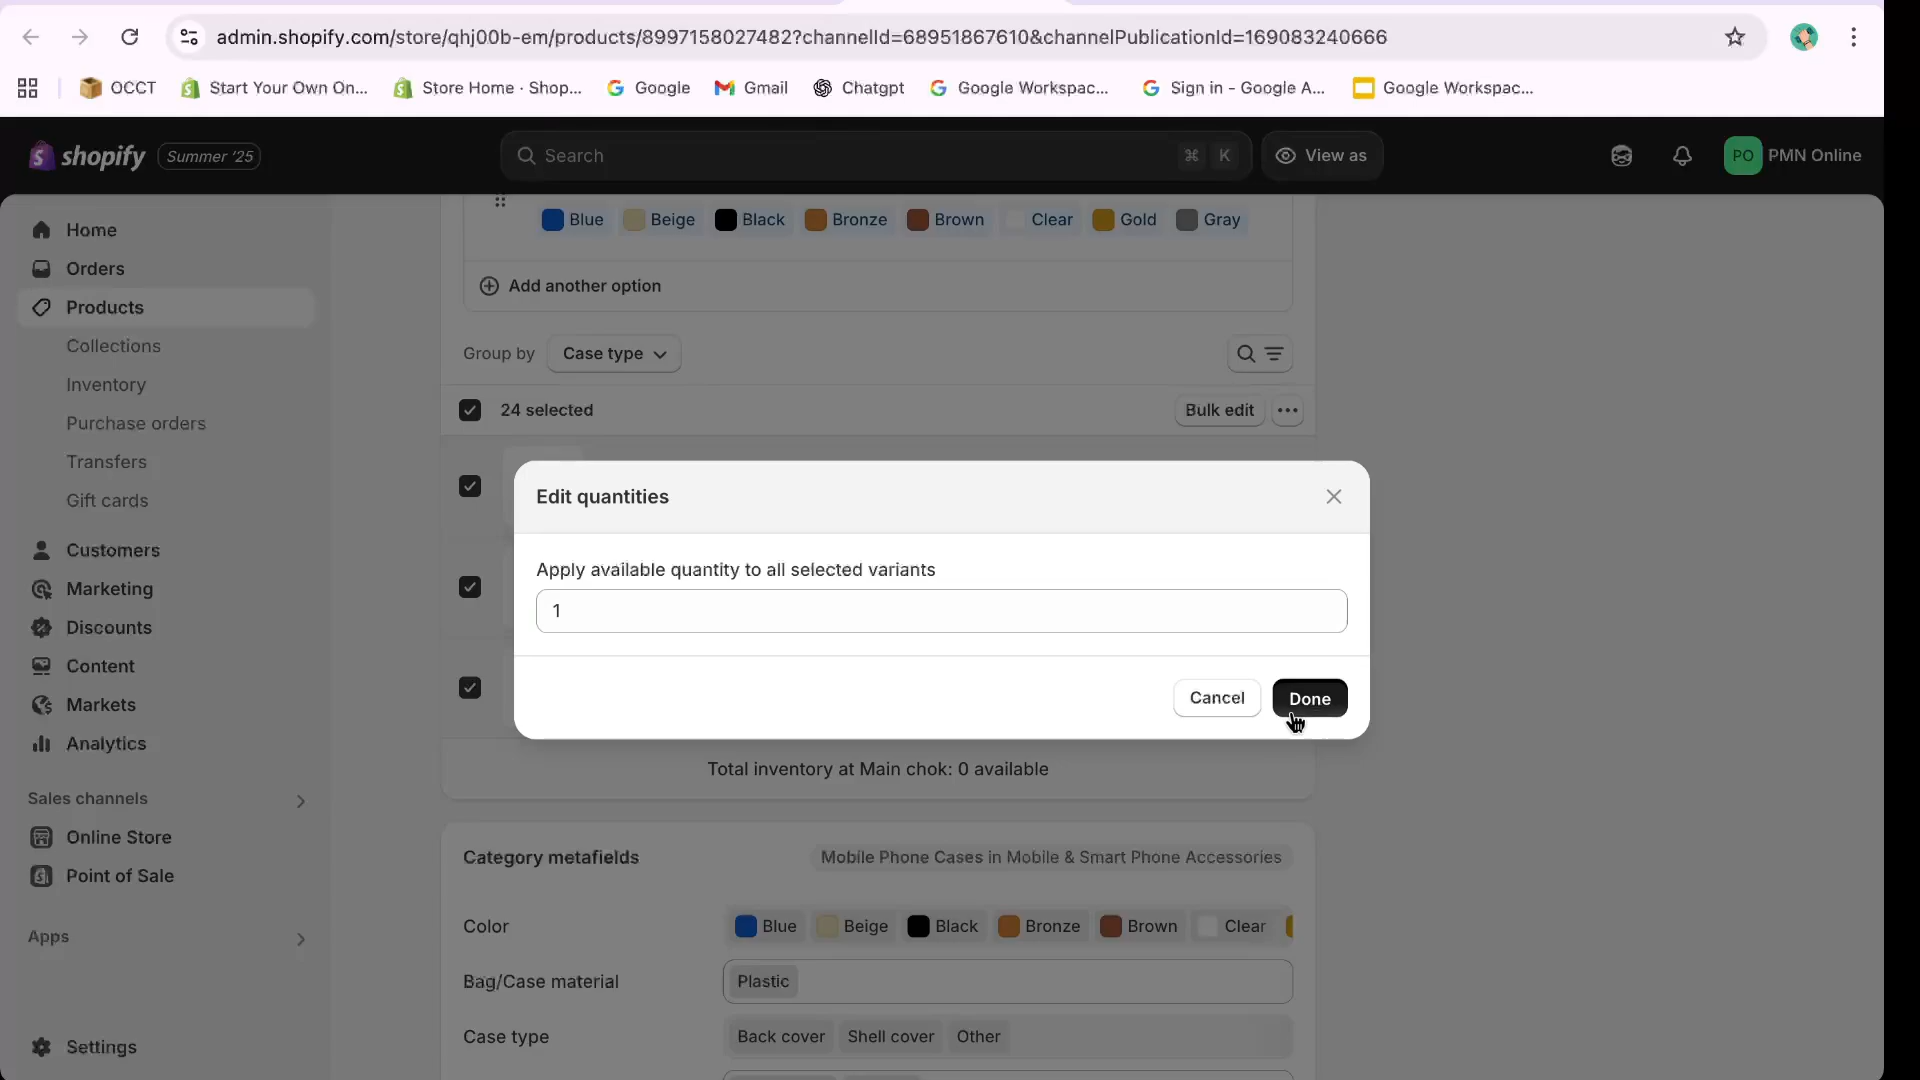 admin.shopify.com/store/qhj00b-em/products/8997158027482?channelId=68951867610&channelPublicationId=169083240666
OCCT
Start Your Own On...
Store Home · Shop...
Google
Gmail
Chatgpt
Google Workspac...
Sign in - Google A...
Google Workspac...
shopify
Summer '25
Search
⌘ K
View as
PO
PMN Online
Home
Orders
Products
Collections
Inventory
Purchase orders
Transfers
Gift cards
Customers
Marketing
Discounts
Content
Markets
Analytics
Sales channels
Online Store
Point of Sale
Apps
Settings
Blue Beige Black Bronze Brown Clear Gold Gray
Add another option
Group by Case type
24 selected
Bulk edit
Edit quantities
Apply available quantity to all selected variants
1
Cancel
Done
Total inventory at Main chok: 0 available
Category metafields
Mobile Phone Cases in Mobile & Smart Phone Accessories
Color Blue Beige Black Bronze Brown Clear
Bag/Case material Plastic
Case type Back cover Shell cover Other